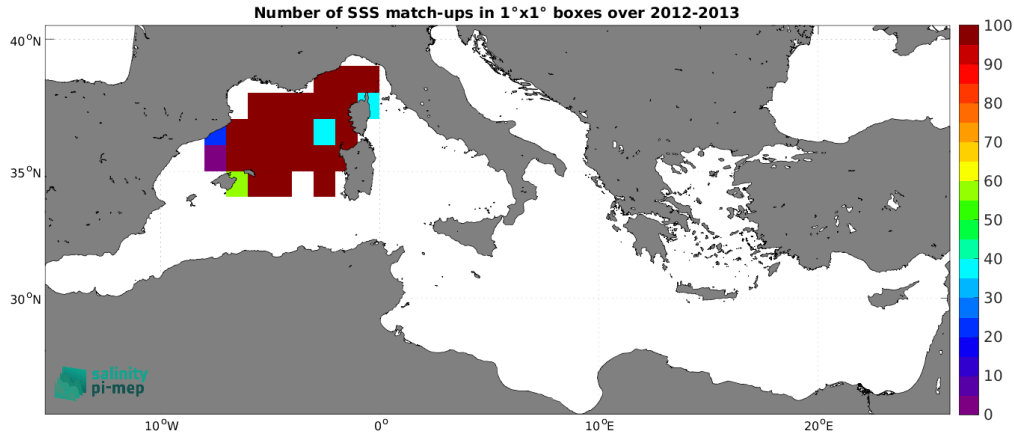 Number of SSS match-ups in 1°x1° boxes over 2012-2013
40°N
35°N
30°N
10°W
0°
10°E
20°E
100
90
80
70
60
50
40
30
20
10
0
salinity
pi-mep